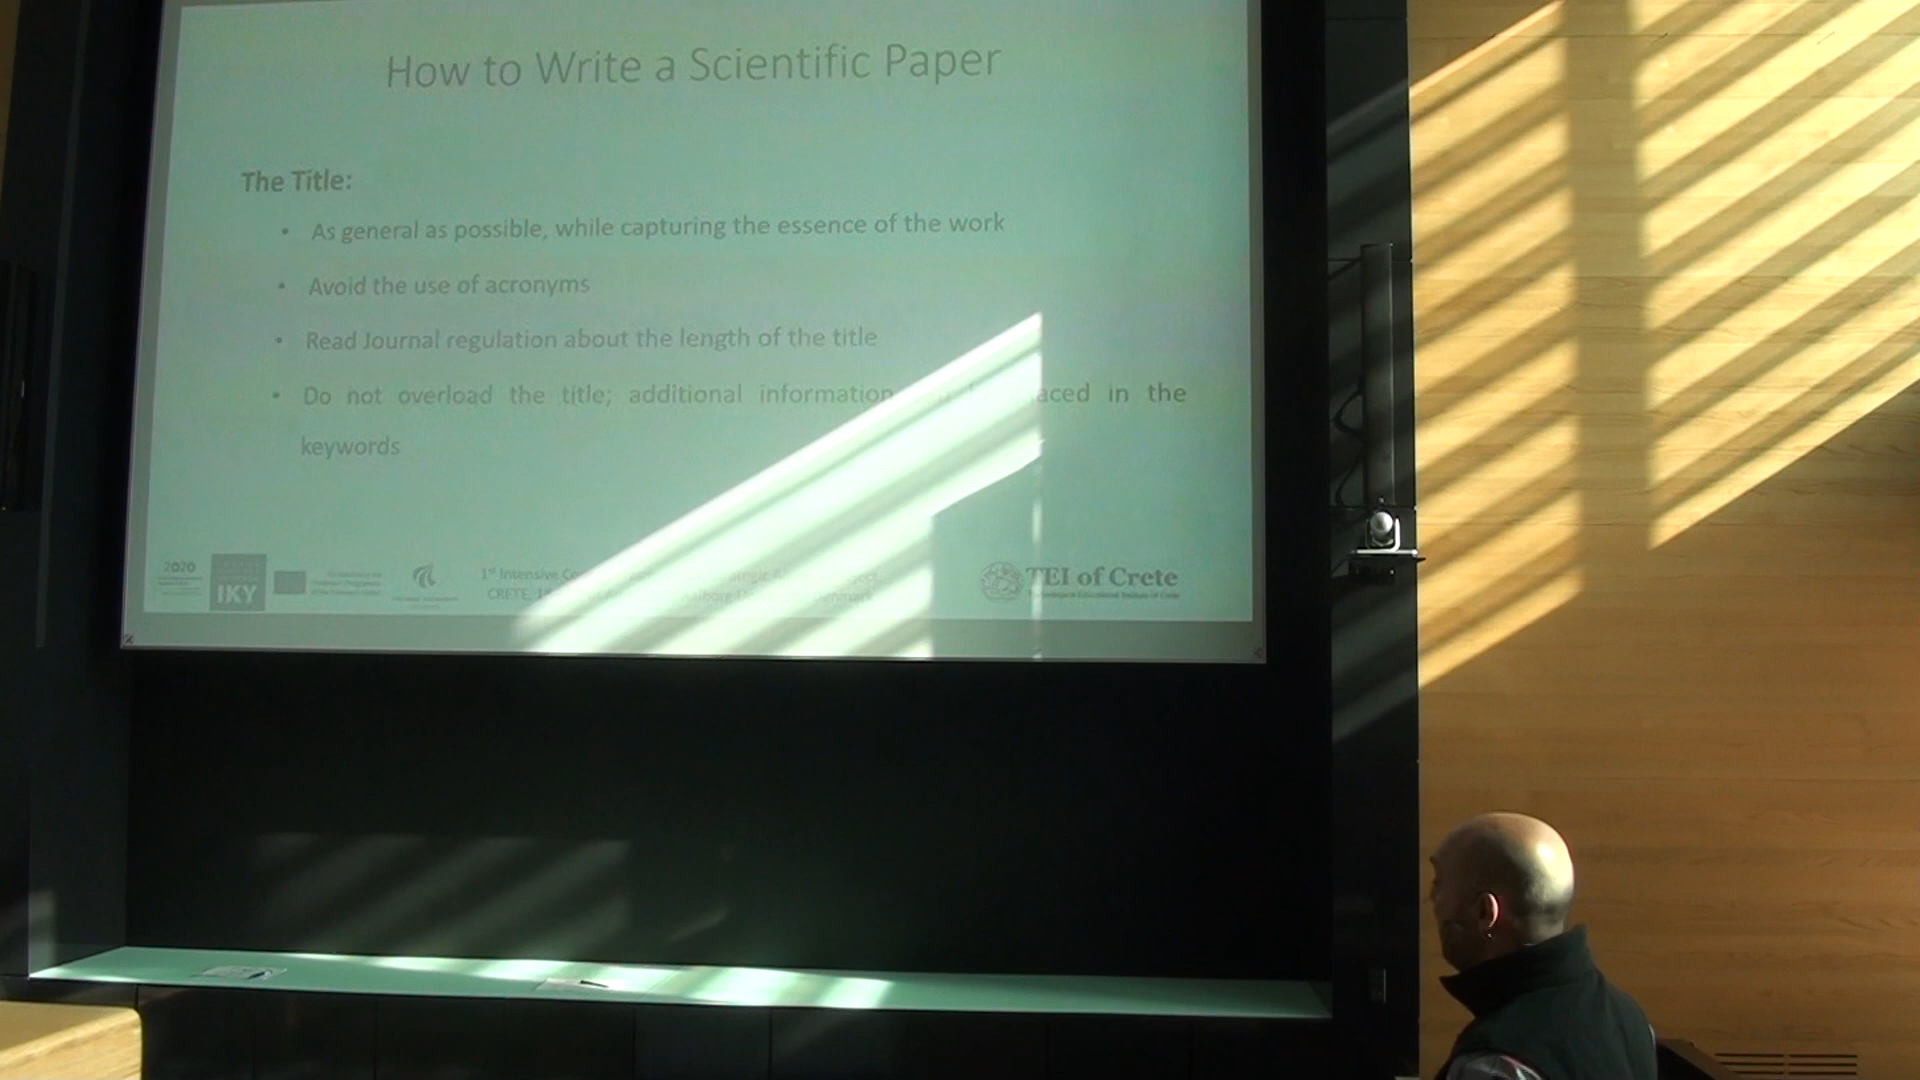 How to Write a Scientific Paper
The Title:
• As general as possible, while capturing the essence of the work
• Avoid the use of acronyms
• Read Journal regulation about the length of the title
• Do not overload the title; additional information in the
keywords
2020
IKY
1st Intensive
CRETE,
TEI of Crete